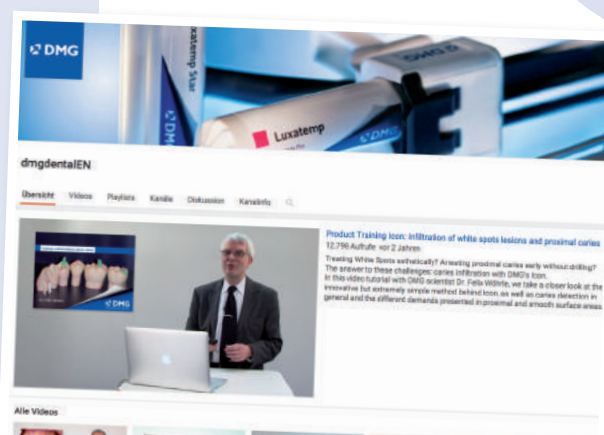 DMG
Luxatemp Star
DMG
Luxatemp
DMG
dmgdentalEN
Übersicht Videos Playlists Kanäle Diskussion Kanalinfo
Product Training Icon: infiltration of white spots lesions and proximal caries
12.796 Aufrufe vor 2 Jahren
Treating White Spots esthetically? Arresting proximal caries early without drilling?
The answer to these challenges: caries infiltration with DMG's Icon.
In this video tutorial with DMG scientist Dr. Felix Wöhrle, we take a closer look at the
innovative but extremely simple method behind Icon as well as caries detection in
general and the different demands presented in proximal and smooth surface areas.
DMG
Alle Videos